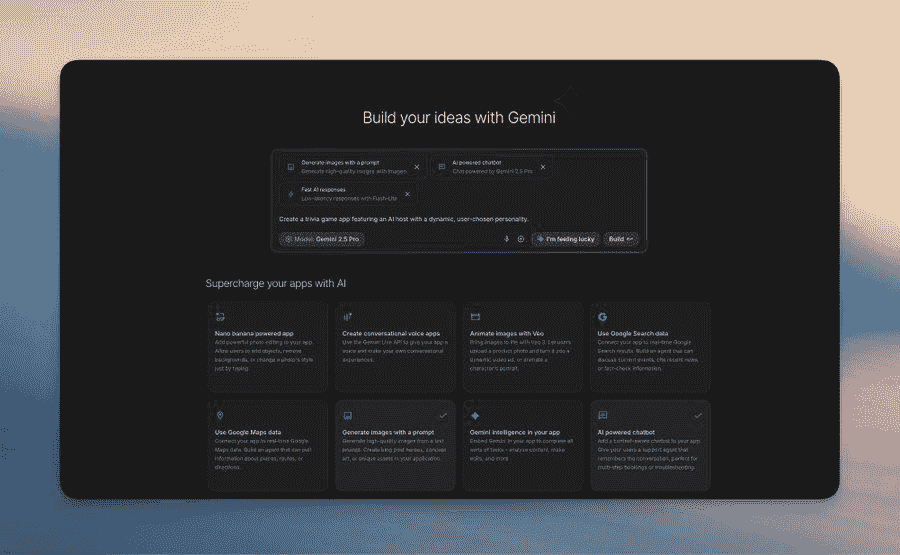 Build your ideas with Gemini
Generate images with a prompt
Generate high-quality images with Imagen
AI powered chatbot
Chat powered by Gemini 2.5 Pro
Fast AI responses
Low-latency responses with Flash-Lite
Create a trivia game app featuring an AI host with a dynamic, user-chosen personality.
Model: Gemini 2.5 Pro
I'm feeling lucky
Build
Supercharge your apps with AI
Nano banana powered app
Add powerful photo editing to your app.
Allow users to add objects, remove
backgrounds, or change a photo's style
just by typing.
Create conversational voice apps
Use the Gemini Live API to give your app a
voice and make your own conversational
experiences.
Animate images with Veo
Bring images to life with Veo 3. Let users
upload a product photo and turn it into a
dynamic video ad, or animate a
character's portrait.
Use Google Search data
Connect your app to real-time Google
Search results. Build an agent that can
discuss current events, cite recent news,
or fact-check information.
Use Google Maps data
Connect your app to real-time Google
Maps data. Build an agent that can pull
information about places, routes, or
directions.
Generate images with a prompt
Generate high-quality images from a text
prompt. Create blog post heroes, concept
art, or unique assets in your application.
Gemini intelligence in your app
Embed Gemini in your app to complete all
sorts of tasks - analyze content, make
edits, and more
AI powered chatbot
Add a context-aware chatbot to your app.
Give your users a support agent that
remembers the conversation, perfect for
multi-step bookings or troubleshooting.